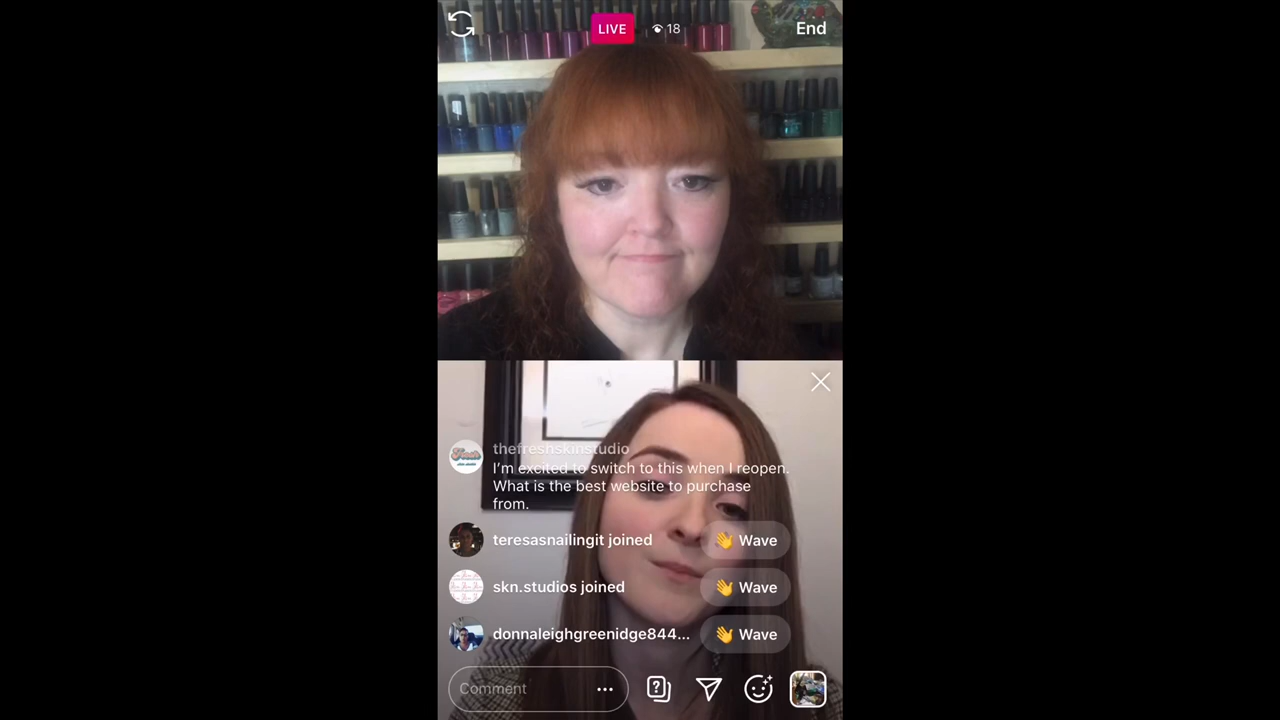 LIVE
18
End
thefreshskinstudio
I'm excited to switch to this when I reopen.
What is the best website to purchase
from.
teresasnailingit joined
Wave
skn.studios joined
Wave
donnaleighgreenidge844...
Wave
Comment